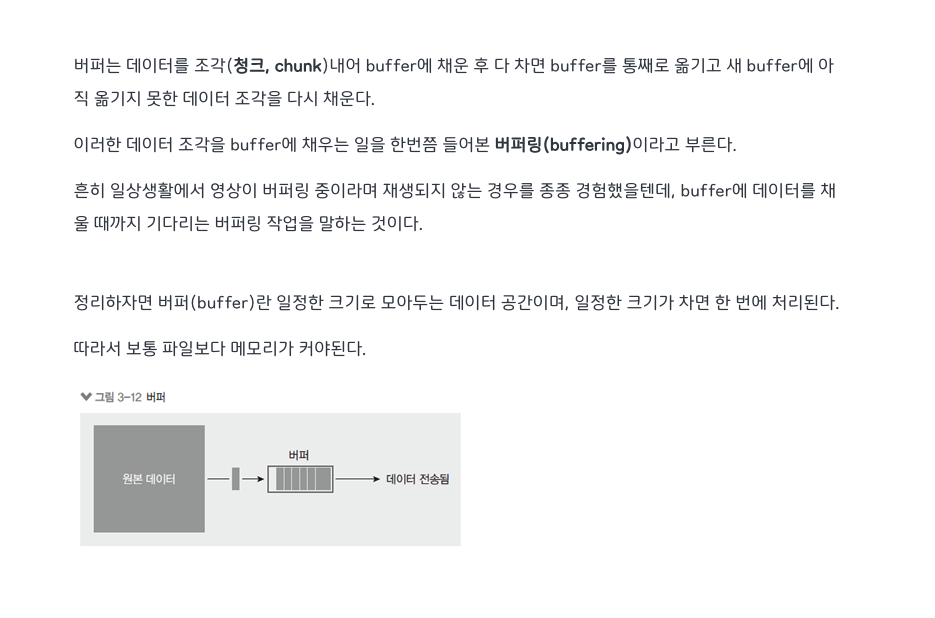 버퍼는 데이터를 조각(청크, chunk)내어 buffer에 채운 후 다 차면 buffer를 통째로 옮기고 새 buffer에 아
직 옮기지 못한 데이터 조각을 다시 채운다.
이러한 데이터 조각을 buffer에 채우는 일을 한번쯤 들어본 버퍼링(buffering)이라고 부른다.
흔히 일상생활에서 영상이 버퍼링 중이라며 재생되지 않는 경우를 종종 경험했을텐데, buffer에 데이터를 채
울 때까지 기다리는 버퍼링 작업을 말하는 것이다.
정리하자면 버퍼(buffer)란 일정한 크기로 모아두는 데이터 공간이며, 일정한 크기가 차면 한 번에 처리된다.
따라서 보통 파일보다 메모리가 커야된다.
그림 3-12 버퍼
버퍼
원본 데이터
데이터 전송됨